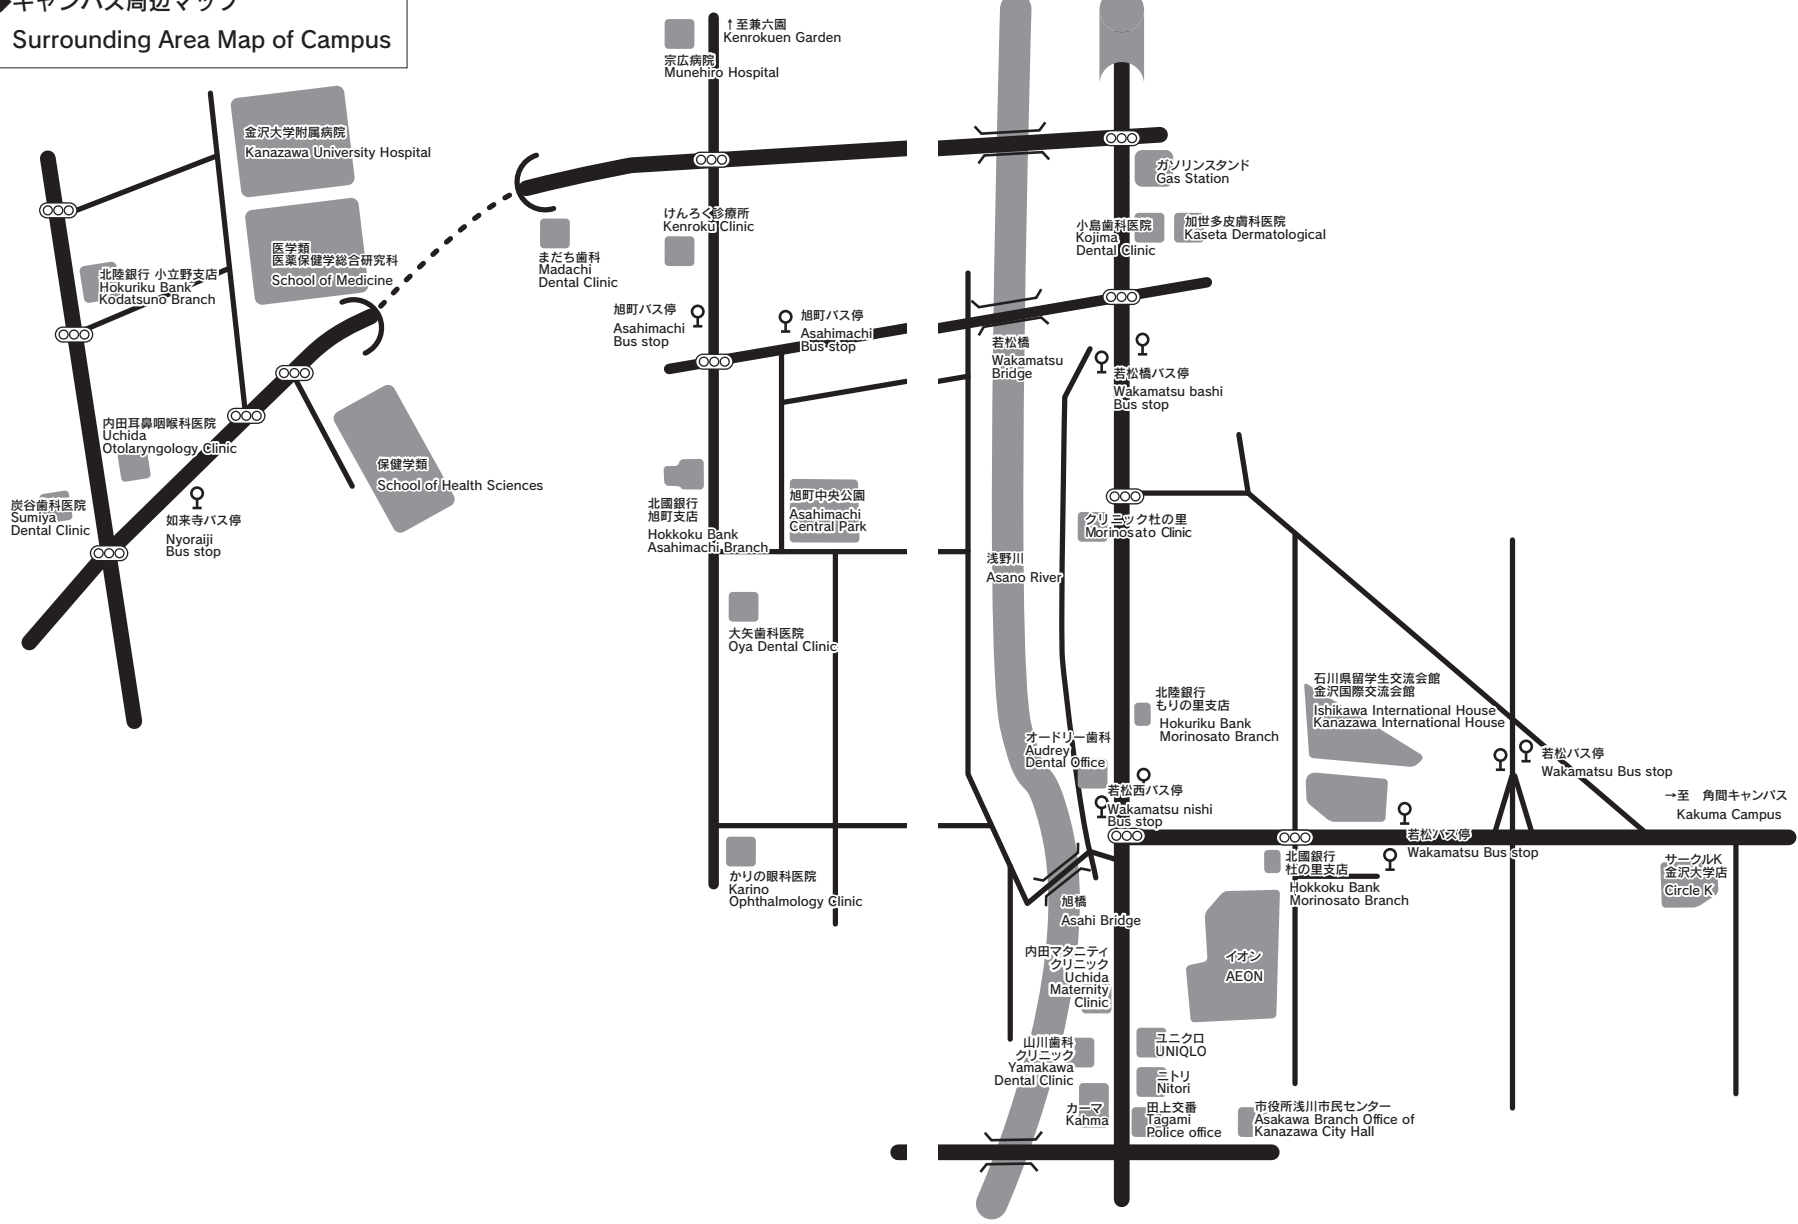 キャンパス周辺マップ
Surrounding Area Map of Campus
↑至兼六園
Kenrokuen Garden
宗広病院
Munehiro Hospital
金沢大学附属病院
Kanazawa University Hospital
医学類
医薬保健学総合研究科
School of Medicine
北陸銀行 小立野支店
Hokuriku Bank
Kodatsuno Branch
まだち歯科
Madachi
Dental Clinic
けんろく診療所
Kenroku Clinic
旭町バス停
Asahimachi
Bus stop
旭町バス停
Asahimachi
Bus stop
ガソリンスタンド
Gas Station
小島歯科医院
Kojima
Dental Clinic
加世多皮膚科医院
Kaseta Dermatological
若松橋
Wakamatsu
Bridge
若松橋バス停
Wakamatsu bashi
Bus stop
内田耳鼻咽喉科医院
Uchida
Otolaryngology Clinic
保健学類
School of Health Sciences
炭谷歯科医院
Sumiya
Dental Clinic
如来寺バス停
Nyoraiji
Bus stop
北國銀行
旭町支店
Hokkoku Bank
Asahimachi Branch
旭町中央公園
Asahimachi
Central Park
クリニック杜の里
Morinosato Clinic
浅野川
Asano River
大矢歯科医院
Oya Dental Clinic
北陸銀行
もりの里支店
Hokuriku Bank
Morinosato Branch
石川県留学生交流会館
金沢国際交流会館
Ishikawa International House
Kanazawa International House
オードリー歯科
Audrey
Dental Office
若松西バス停
Wakamatsu nishi
Bus stop
若松バス停
Wakamatsu Bus stop
→至　角間キャンパス
Kakuma Campus
若松バス停
Wakamatsu Bus stop
かりの眼科医院
Karino
Ophthalmology Clinic
北國銀行
杜の里支店
Hokkoku Bank
Morinosato Branch
サークルK
金沢大学店
Circle K
旭橋
Asahi Bridge
内田マタニティ
クリニック
Uchida
Maternity
Clinic
イオン
AEON
山川歯科
クリニック
Yamakawa
Dental Clinic
ユニクロ
UNIQLO
ニトリ
Nitori
カーマ
Kahma
田上交番
Tagami
Police office
市役所浅川市民センター
Asakawa Branch Office of
Kanazawa City Hall